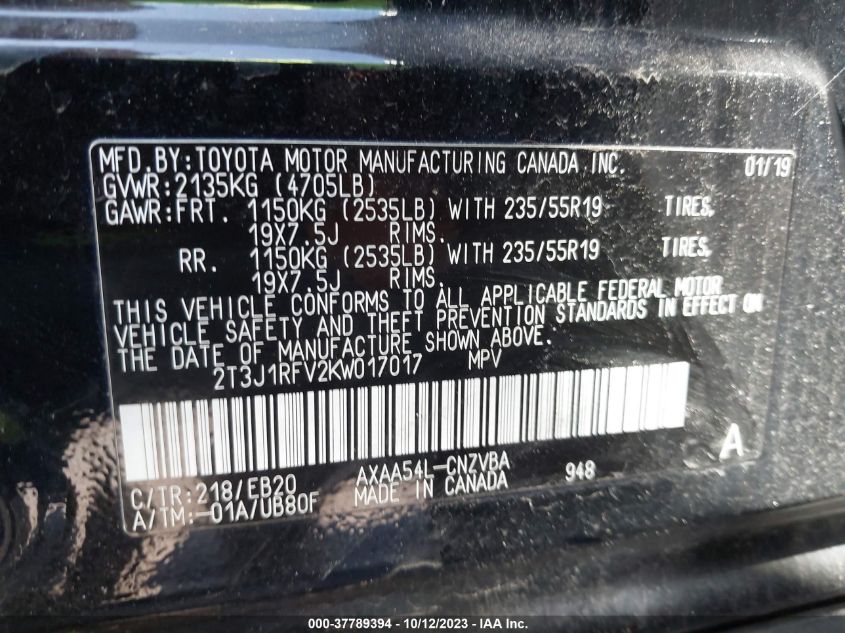 MFD.BY:TOYOTA MOTOR MANUFACTURING CANADA INC. 01/19
GVWR:2135KG (4705LB)
GAWR:FRT. 1150KG (2535LB) WITH 235/55R19 TIRES,
19X7.5J RIMS.
RR. 1150KG (2535LB) WITH 235/55R19 TIRES,
19X7.5J RIMS.
THIS VEHICLE CONFORMS TO ALL APPLICABLE FEDERAL MOTOR
VEHICLE SAFETY AND THEFT PREVENTION STANDARDS IN EFFECT ON
THE DATE OF MANUFACTURE SHOWN ABOVE.
2T3J1RFV2KW017017 MPV
A
C/TR:218/EB20 AXAA54L-CNZVBA 948
A/TM:-01A/UB80F MADE IN CANADA
000-37789394 - 10/12/2023 - IAA Inc.